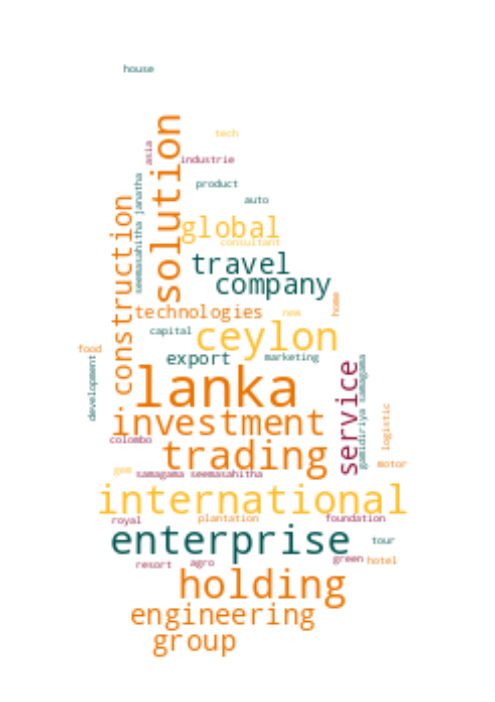 house
tech
asia
solution
industrie
product
seemasahitha janatha
auto
construction
global
consultant
travel
company
home
technologies
new
capital
ceylon
food
export
marketing
development
lanka
service
gamidiriya samagama
investment
logistic
colombo
trading
motor
gem
samagama seemasahitha
international
royal
plantation
foundation
enterprise
tour
green
hotel
resort
agro
holding
engineering
group